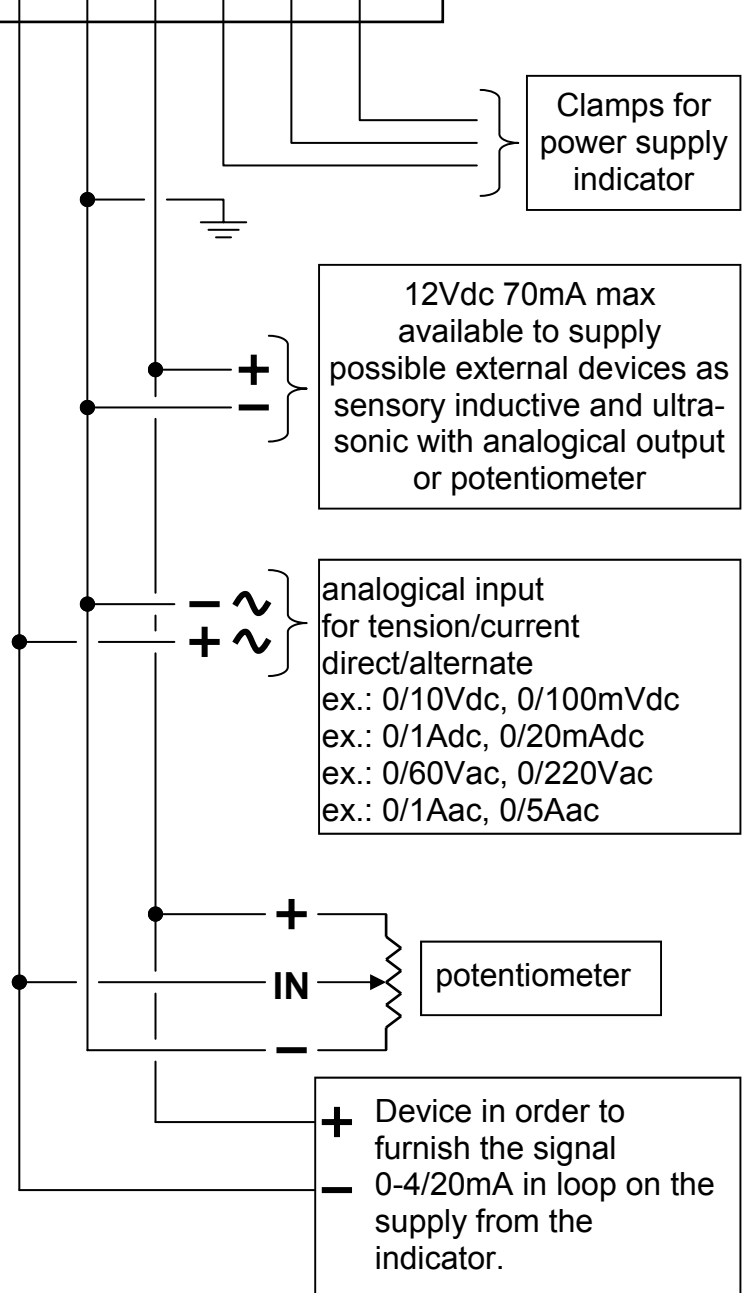 Clamps for
power supply
indicator
12Vdc 70mA max
available to supply
possible external devices as
sensory inductive and ultra-
sonic with analogical output
or potentiometer
+
−
analogical input
for tension/current
direct/alternate
ex.: 0/10Vdc, 0/100mVdc
ex.: 0/1Adc, 0/20mAdc
ex.: 0/60Vac, 0/220Vac
ex.: 0/1Aac, 0/5Aac
− ∿
+ ∿
+
IN
−
potentiometer
+ Device in order to
furnish the signal
− 0-4/20mA in loop on the
supply from the
indicator.